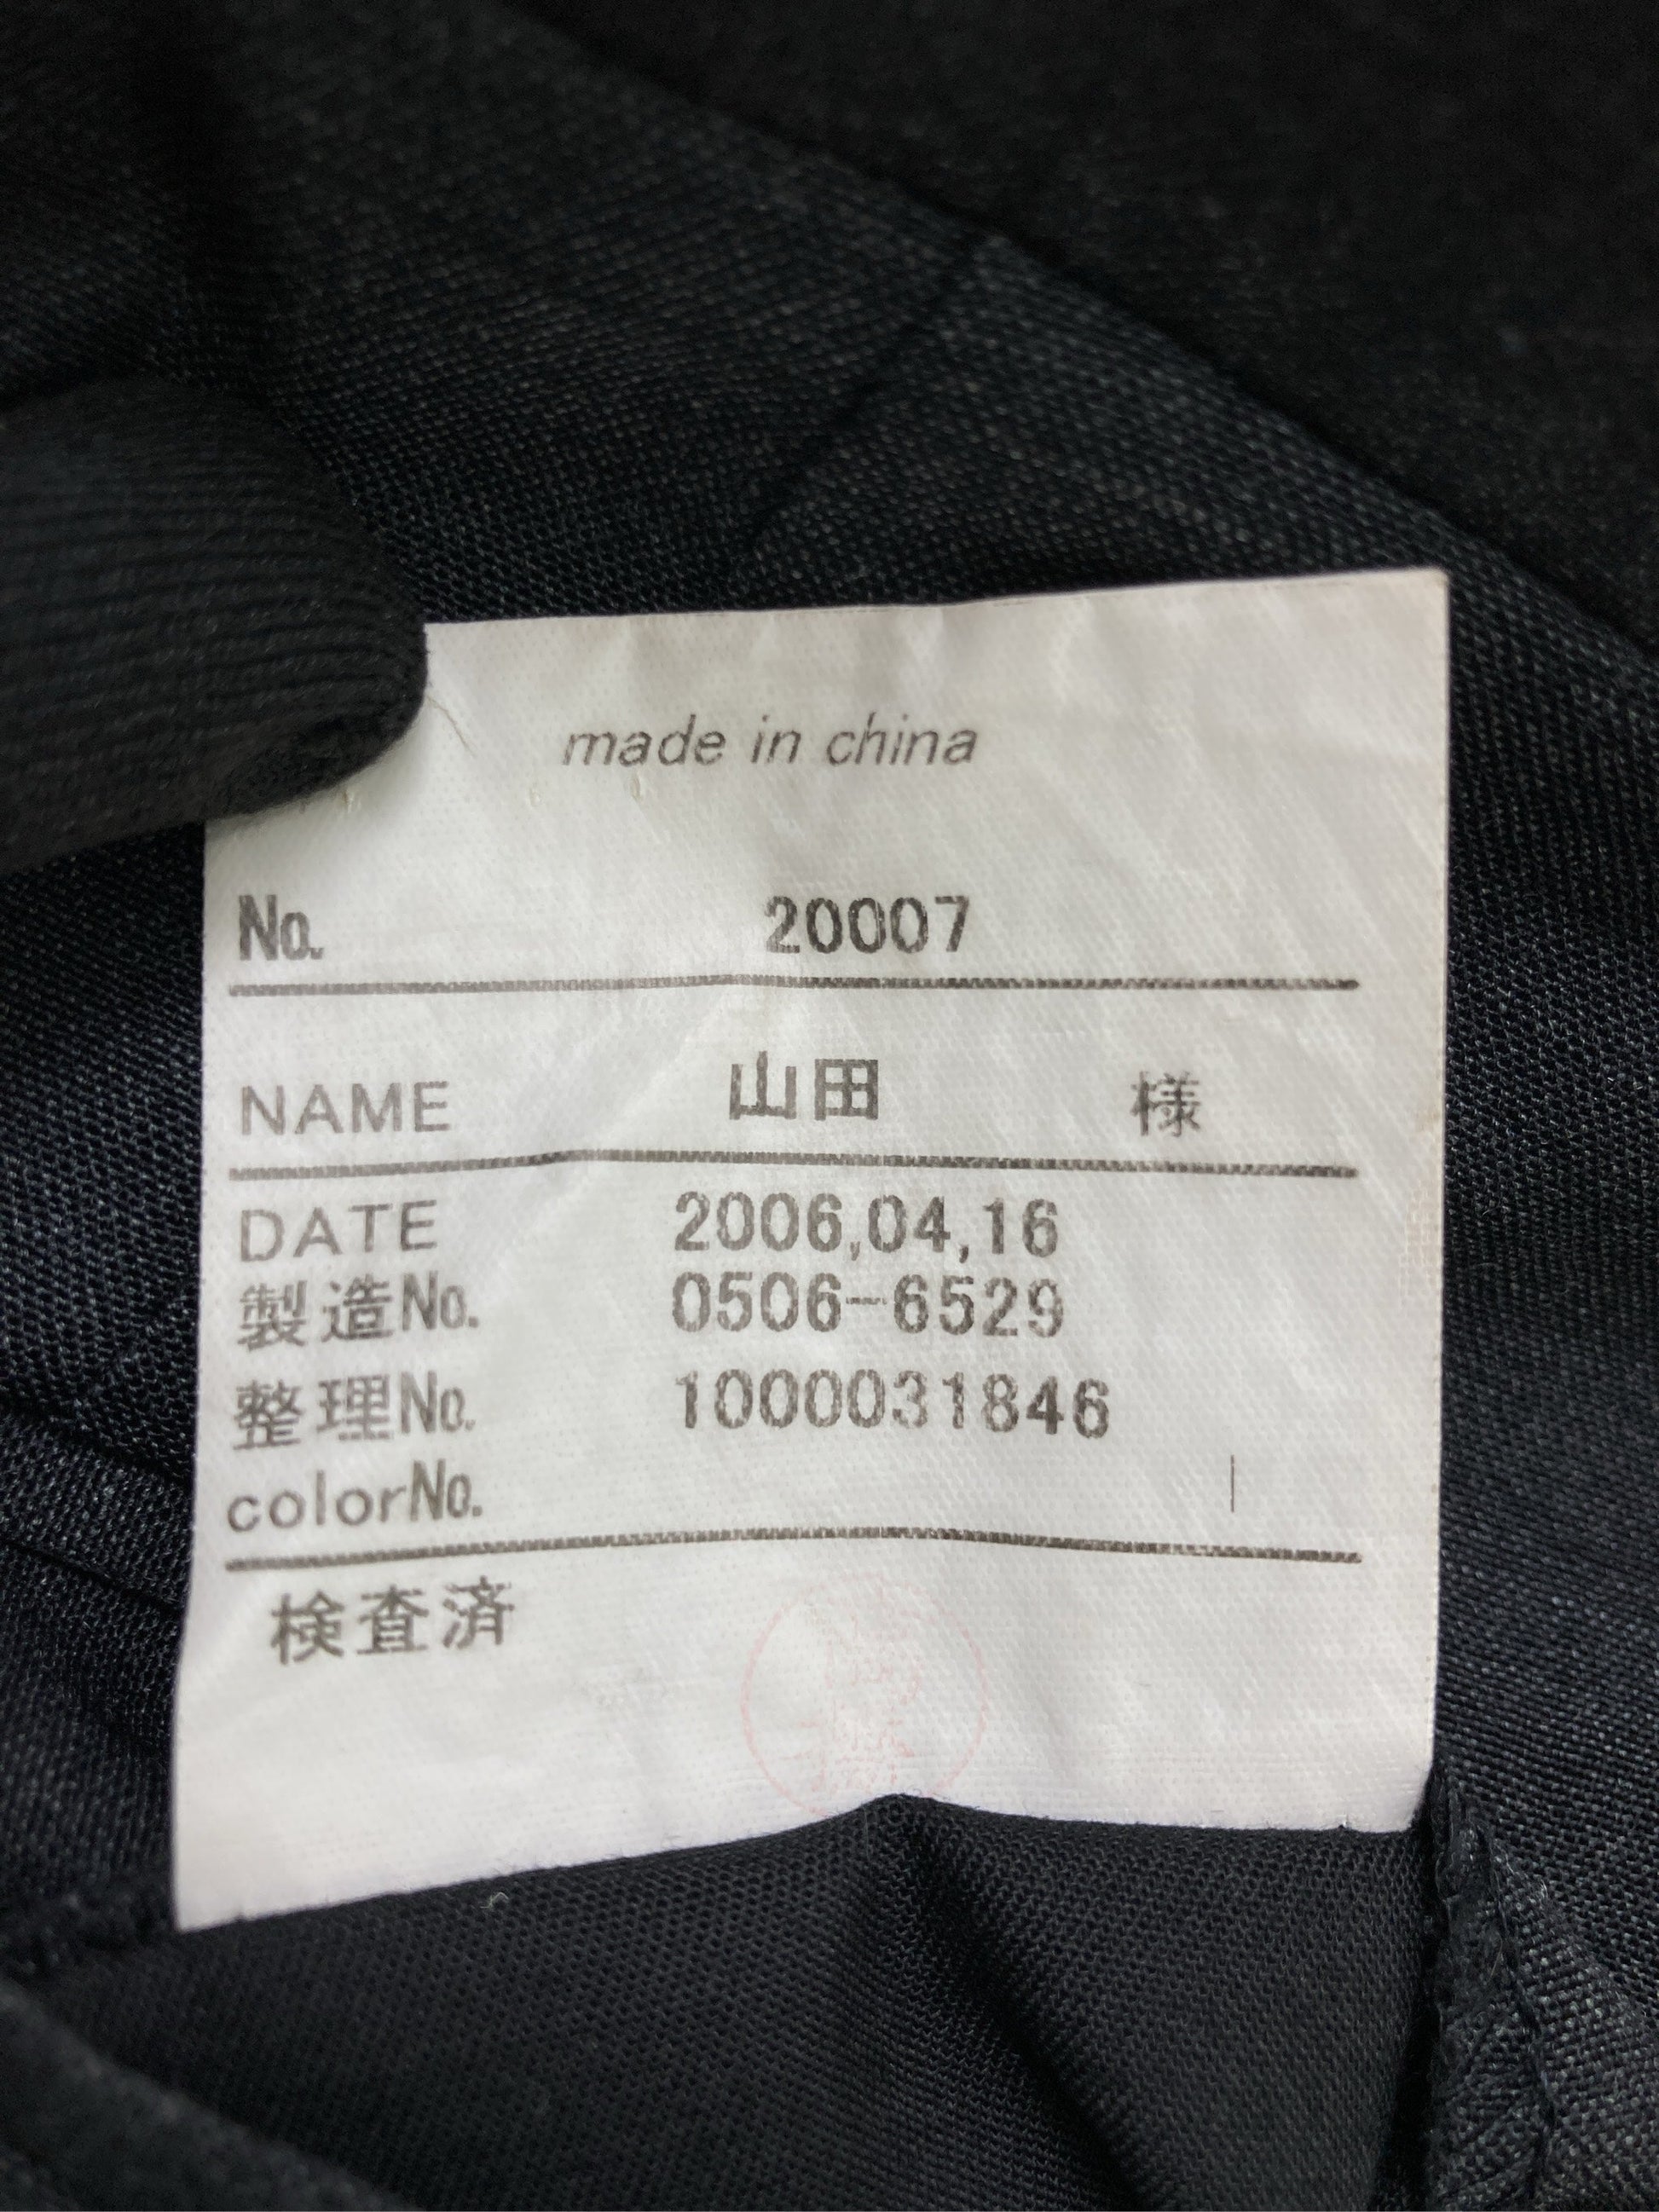 made in china
No. 20007
NAME 山田 様
DATE 2006,04,16
製造No. 0506-6529
整理No. 1000031846
colorNo.
検査済